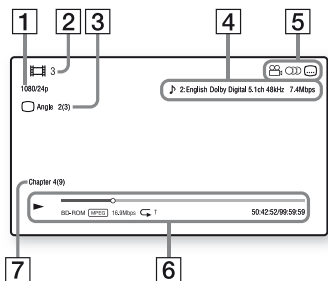 2 3 4 5
1
3
1080/24p
2:English Dolby Digital 5.1ch 48kHz 7.4Mbps
Angle 2(3)
Chapter 4(9)
BD-ROM MPEG 16.9Mbps T 50:42:52/99:59:59
7 6